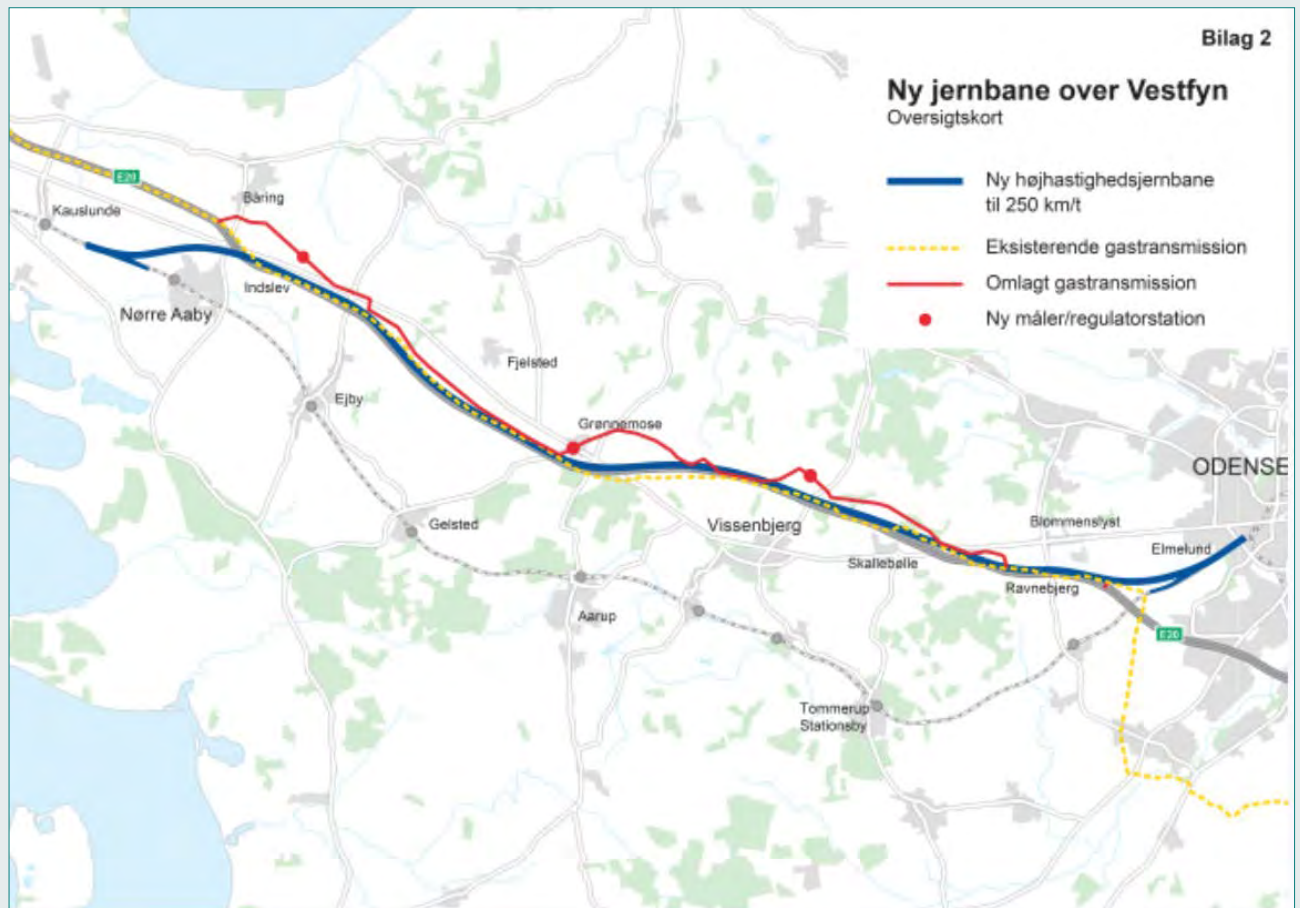 Bilag 2
Ny jernbane over Vestfyn
Oversigtskort
Ny højhastighedsjernbane
til 250 km/t
Eksisterende gastransmission
Omlagt gastransmission
Ny måler/regulatorstation
E20
Båring
Kauslunde
Indslev
Nørre Aaby
Fjelsted
Ejby
Grønnemose
ODENSE
Gelsted
Vissenbjerg
Blommenslyst
Elmelund
Skallebølle
Ravnebjerg
Aarup
E20
Tommerup
Stationsby